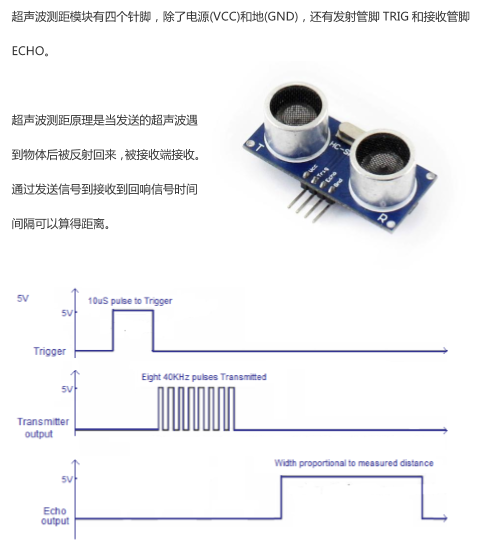 超声波测距模块有四个针脚，除了电源(VCC)和地(GND)，还有发射管脚 TRIG 和接收管脚
ECHO。
超声波测距原理是当发送的超声波遇
到物体后被反射回来，被接收端接收。
通过发送信号到接收到回响信号时间
间隔可以算得距离。
T
HC-S
Vcc
Trig
Echo
Gnd
R
5V
10uS pulse to Trigger
5V
Trigger
Eight 40KHz pulses Transmitted
5V
Transmitter
output
Width proportional to measured distance
5V
Echo
output